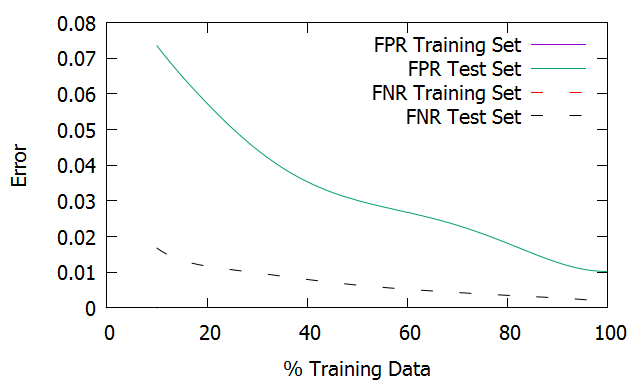 0.08
0.07
0.06
0.05
0.04
0.03
0.02
0.01
0
Error
FPR Training Set
FPR Test Set
FNR Training Set
FNR Test Set
0 20 40 60 80 100
% Training Data